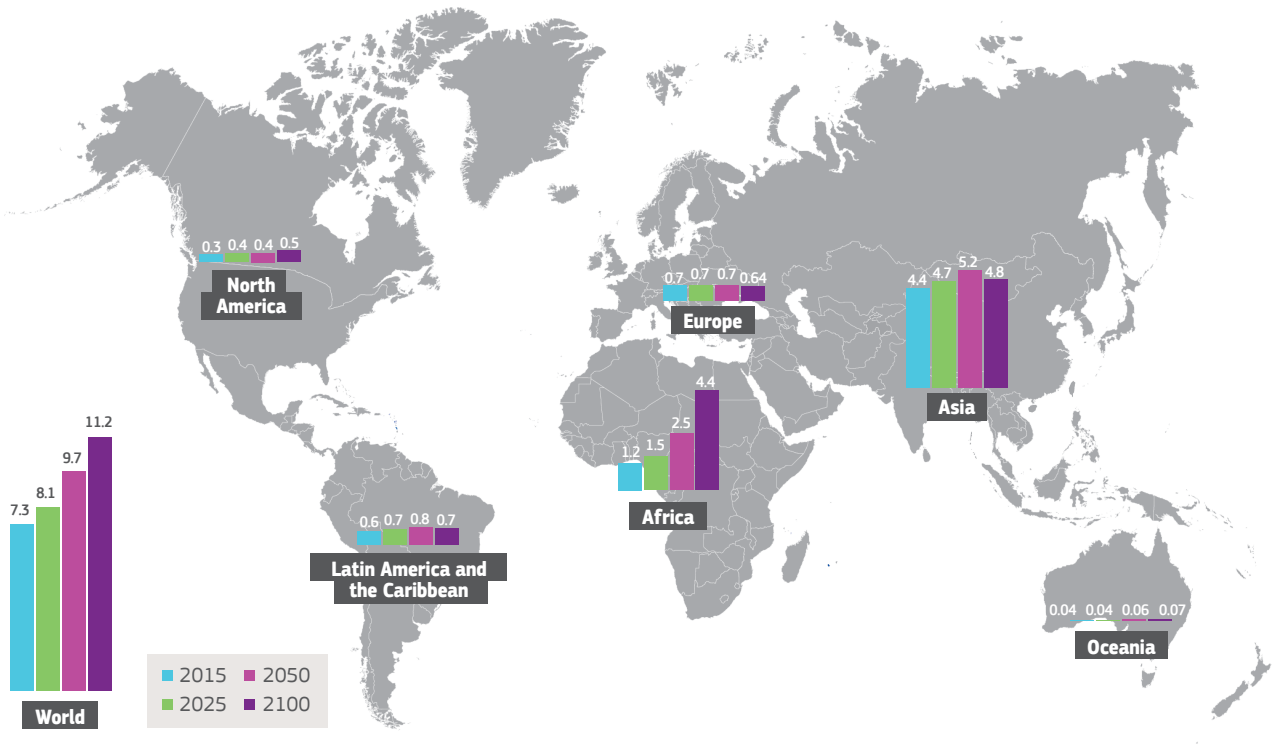 0.3 0.4 0.4 0.5
North
America
0.7 0.7 0.7 0.64
Europe
4.4 4.7 5.2 4.8
Asia
1.2 1.5 2.5 4.4
Africa
7.3 8.1 9.7 11.2
World
0.6 0.7 0.8 0.7
Latin America and
the Caribbean
0.04 0.04 0.06 0.07
Oceania
2015 2050
2025 2100